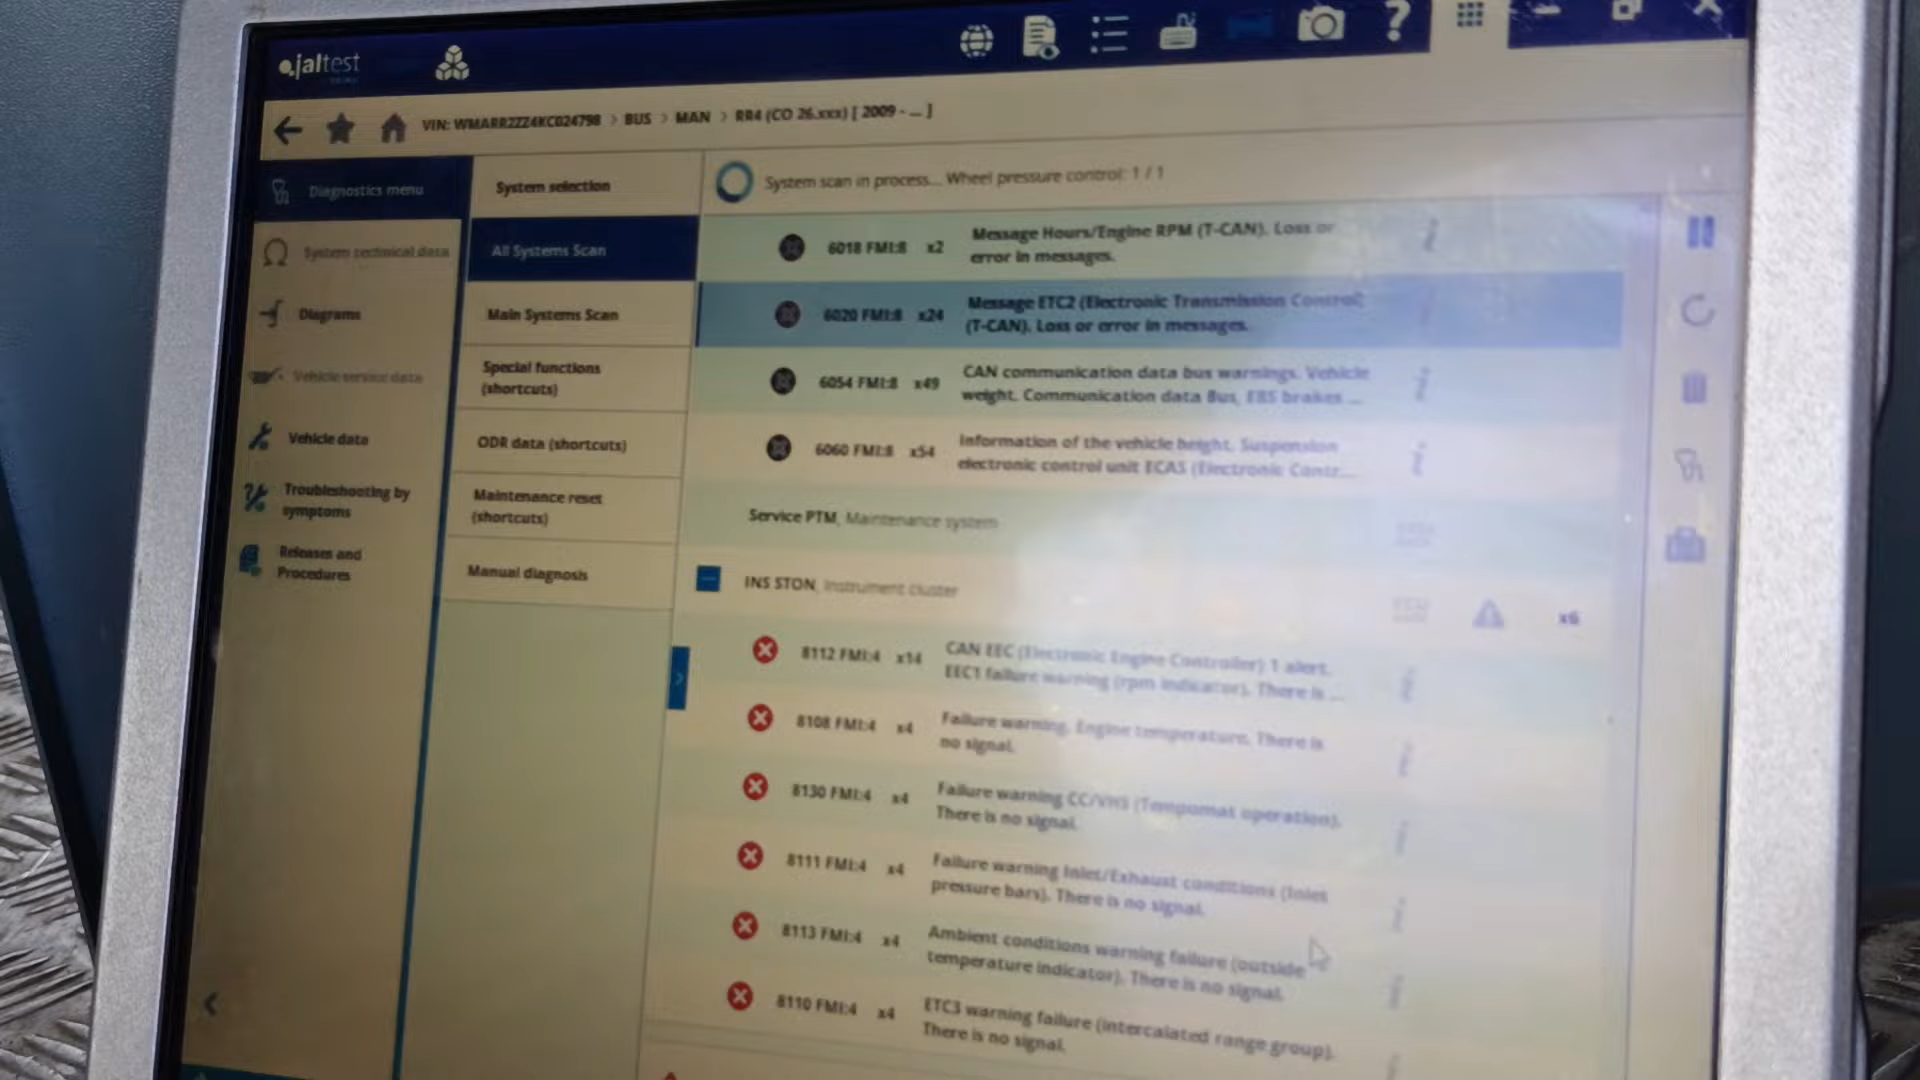 jaltest
VIN: WMARR2ZZ4KC024798 > BUS > MAN > RR4 (CO 26.xxx) [ 2009 - ... ]
Diagnostics menu
System technical data
Diagrams
Vehicle service data
Vehicle data
Troubleshooting by
symptoms
Releases and
Procedures
System selection
All Systems Scan
Main Systems Scan
Special functions
(shortcuts)
ODR data (shortcuts)
Maintenance reset
(shortcuts)
Manual diagnosis
System scan in process... Wheel pressure control: 1 / 1
6018 FMI:8 x2 Message Hours/Engine RPM (T-CAN). Loss or
error in messages.
6020 FMI:8 x24 Message ETC2 (Electronic Transmission Control)
(T-CAN). Loss or error in messages.
6054 FMI:8 x49 CAN communication data bus warnings. Vehicle
weight. Communication data Bus, EBS brakes ...
6060 FMI:8 x54 Information of the vehicle height. Suspension
electronic control unit ECAS (Electronic Contr...
Service PTM, Maintenance system
INS STON, Instrument cluster
ECU x6
8112 FMI:4 x14 CAN EEC (Electronic Engine Controller) 1 alert.
EEC1 failure warning (rpm indicator). There is ...
8108 FMI:4 x4 Failure warning. Engine temperature. There is
no signal.
8130 FMI:4 x4 Failure warning CC/VHS (Tempomat operation).
There is no signal.
8111 FMI:4 x4 Failure warning Inlet/Exhaust conditions (Inlet
pressure bars). There is no signal.
8113 FMI:4 x4 Ambient conditions warning failure (outside
temperature indicator). There is no signal.
8110 FMI:4 x4 ETC3 warning failure (intercalated range group).
There is no signal.